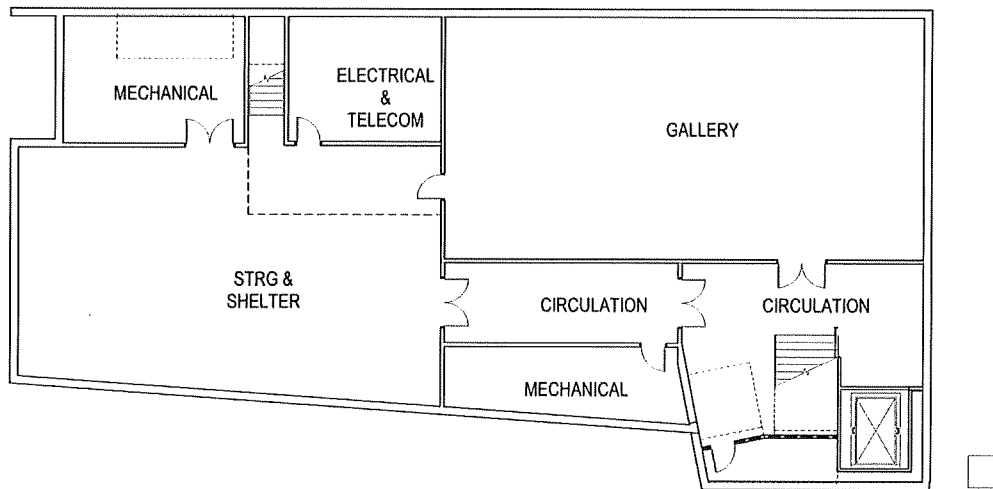 MECHANICAL
ELECTRICAL
&
TELECOM
GALLERY
STRG &
SHELTER
CIRCULATION
CIRCULATION
MECHANICAL